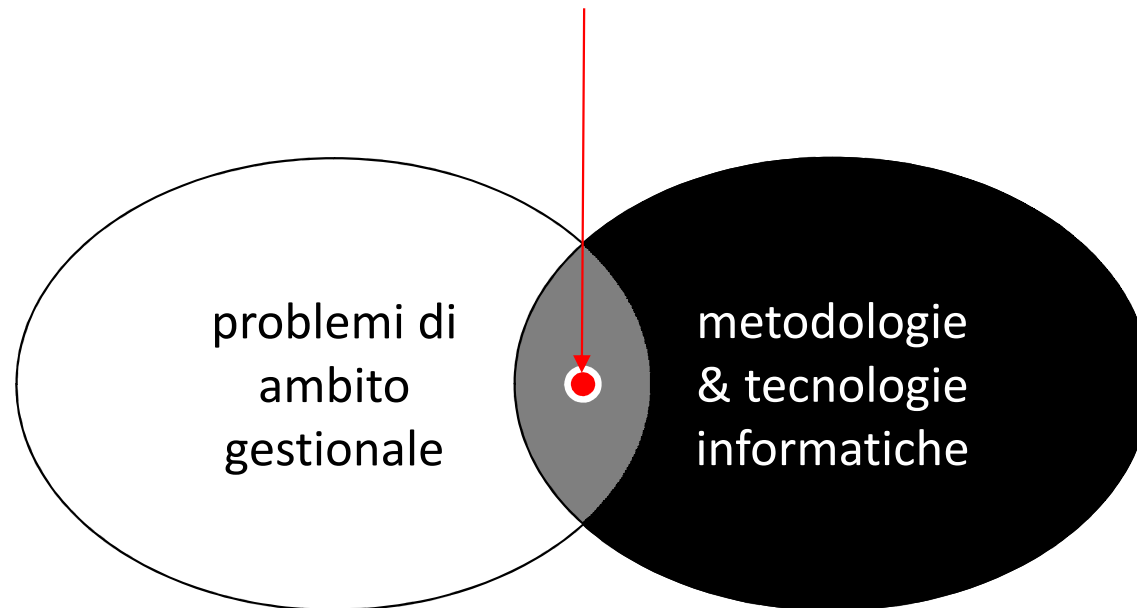 problemi di
ambito
gestionale
metodologie
& tecnologie
informatiche